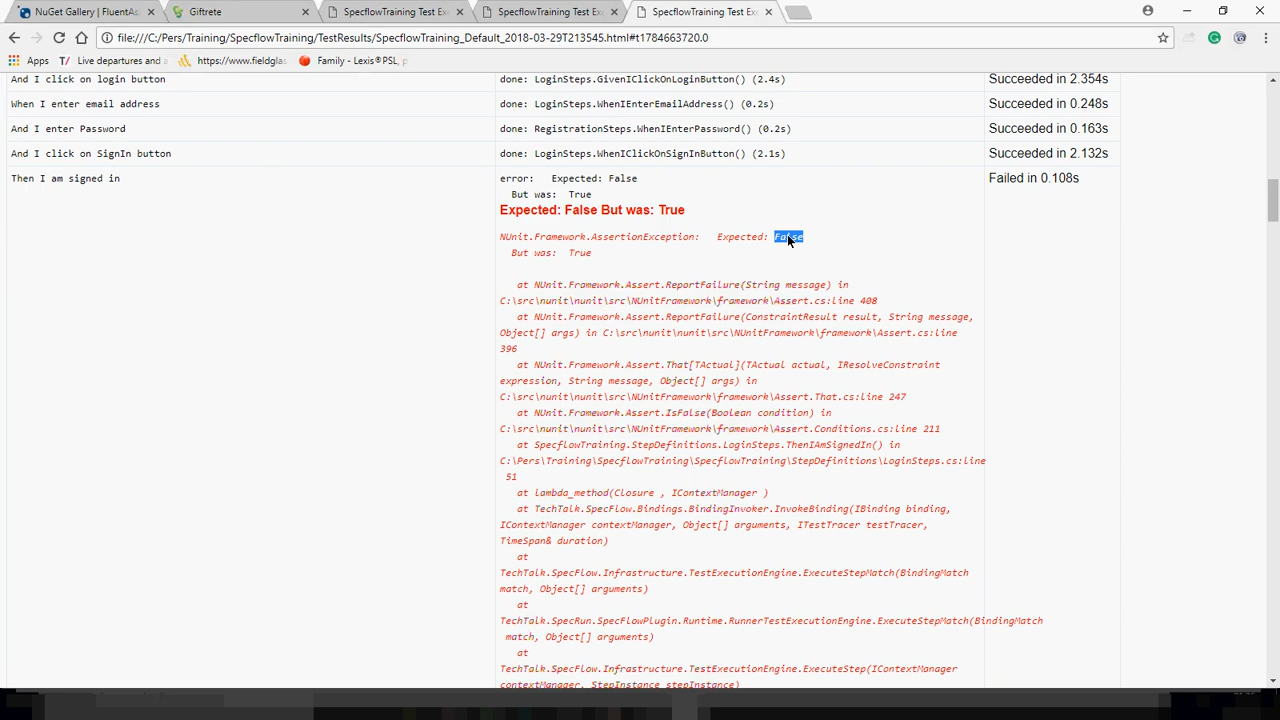 NuGet Gallery | FluentAs
Giftrete
SpecflowTraining Test Ex
SpecflowTraining Test Ex
SpecflowTraining Test Ex
file:///C:/Pers/Training/SpecflowTraining/TestResults/SpecflowTraining_Default_2018-03-29T213545.html#t1784663720.0
Apps
Live departures and a
https://www.fieldglas
Family - Lexis®PSL, p
And I click on login button
done: LoginSteps.GivenIClickOnLoginButton() (2.4s)
Succeeded in 2.354s
When I enter email address
done: LoginSteps.WhenIEnterEmailAddress() (0.2s)
Succeeded in 0.248s
And I enter Password
done: RegistrationSteps.WhenIEnterPassword() (0.2s)
Succeeded in 0.163s
And I click on SignIn button
done: LoginSteps.WhenIClickOnSignInButton() (2.1s)
Succeeded in 2.132s
Then I am signed in
error:   Expected: False
Failed in 0.108s
But was:  True
Expected: False But was: True
NUnit.Framework.AssertionException:   Expected: False
But was:  True
at NUnit.Framework.Assert.ReportFailure(String message) in
C:\src\nunit\nunit\src\NUnitFramework\framework\Assert.cs:line 408
at NUnit.Framework.Assert.ReportFailure(ConstraintResult result, String message,
Object[] args) in C:\src\nunit\nunit\src\NUnitFramework\framework\Assert.cs:line
396
at NUnit.Framework.Assert.That[TActual](TActual actual, IResolveConstraint
expression, String message, Object[] args) in
C:\src\nunit\nunit\src\NUnitFramework\framework\Assert.That.cs:line 247
at NUnit.Framework.Assert.IsFalse(Boolean condition) in
C:\src\nunit\nunit\src\NUnitFramework\framework\Assert.Conditions.cs:line 211
at SpecflowTraining.StepDefinitions.LoginSteps.ThenIAmSignedIn() in
C:\Pers\Training\SpecflowTraining\SpecflowTraining\StepDefinitions\LoginSteps.cs:line
51
at lambda_method(Closure , IContextManager )
at TechTalk.SpecFlow.Bindings.BindingInvoker.InvokeBinding(IBinding binding,
IContextManager contextManager, Object[] arguments, ITestTracer testTracer,
TimeSpan& duration)
at
TechTalk.SpecFlow.Infrastructure.TestExecutionEngine.ExecuteStepMatch(BindingMatch
match, Object[] arguments)
at
TechTalk.SpecRun.SpecFlowPlugin.Runtime.RunnerTestExecutionEngine.ExecuteStepMatch(BindingMatch
match, Object[] arguments)
at
TechTalk.SpecFlow.Infrastructure.TestExecutionEngine.ExecuteStep(IContextManager
contextManager, StepInstance stepInstance)